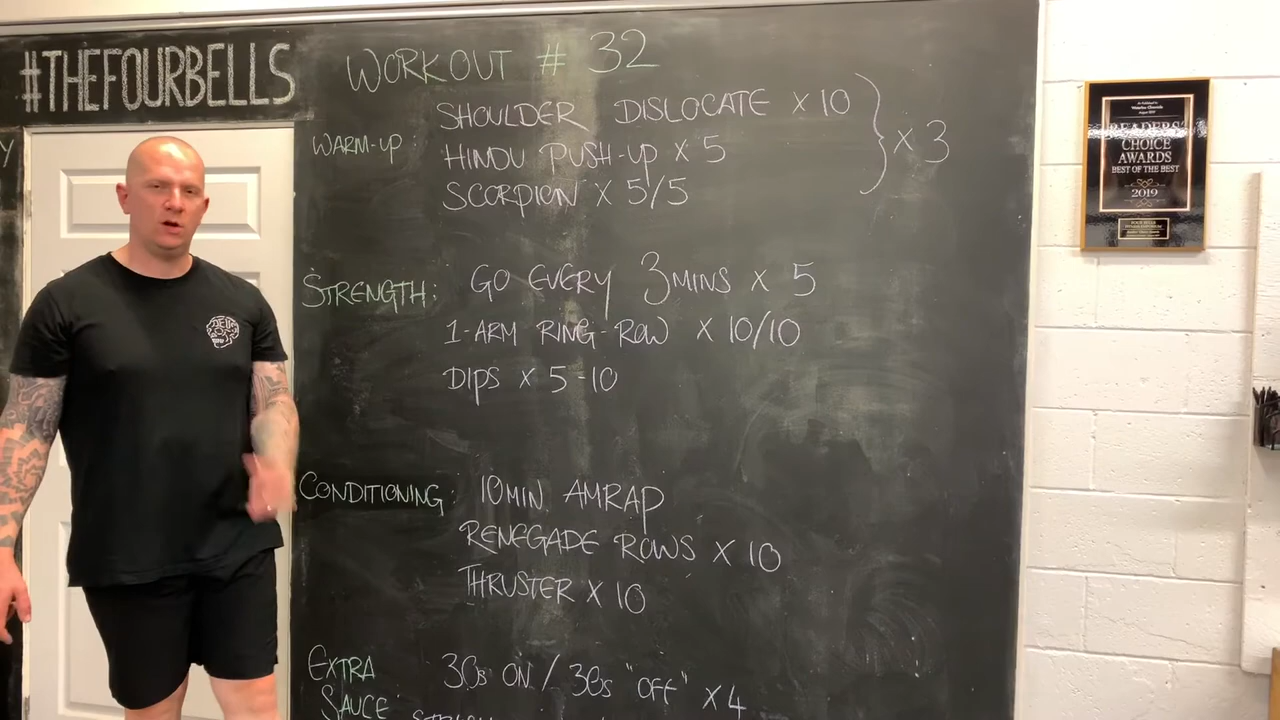 #THEFOURBELLS
WORKOUT # 32
WARM-UP:
SHOULDER DISLOCATE x 10
HINDU PUSH-UP x 5
SCORPION x 5/5
} x 3
STRENGTH: GO EVERY 3MINS x 5
1-ARM RING-ROW x 10/10
DIPS x 5-10
CONDITIONING: 10MIN AMRAP
RENEGADE ROWS x 10
THRUSTER x 10
EXTRA SAUCE: 30s ON / 30s "OFF" x 4
Y
READERS'
CHOICE
AWARDS
BEST OF THE BEST
2019